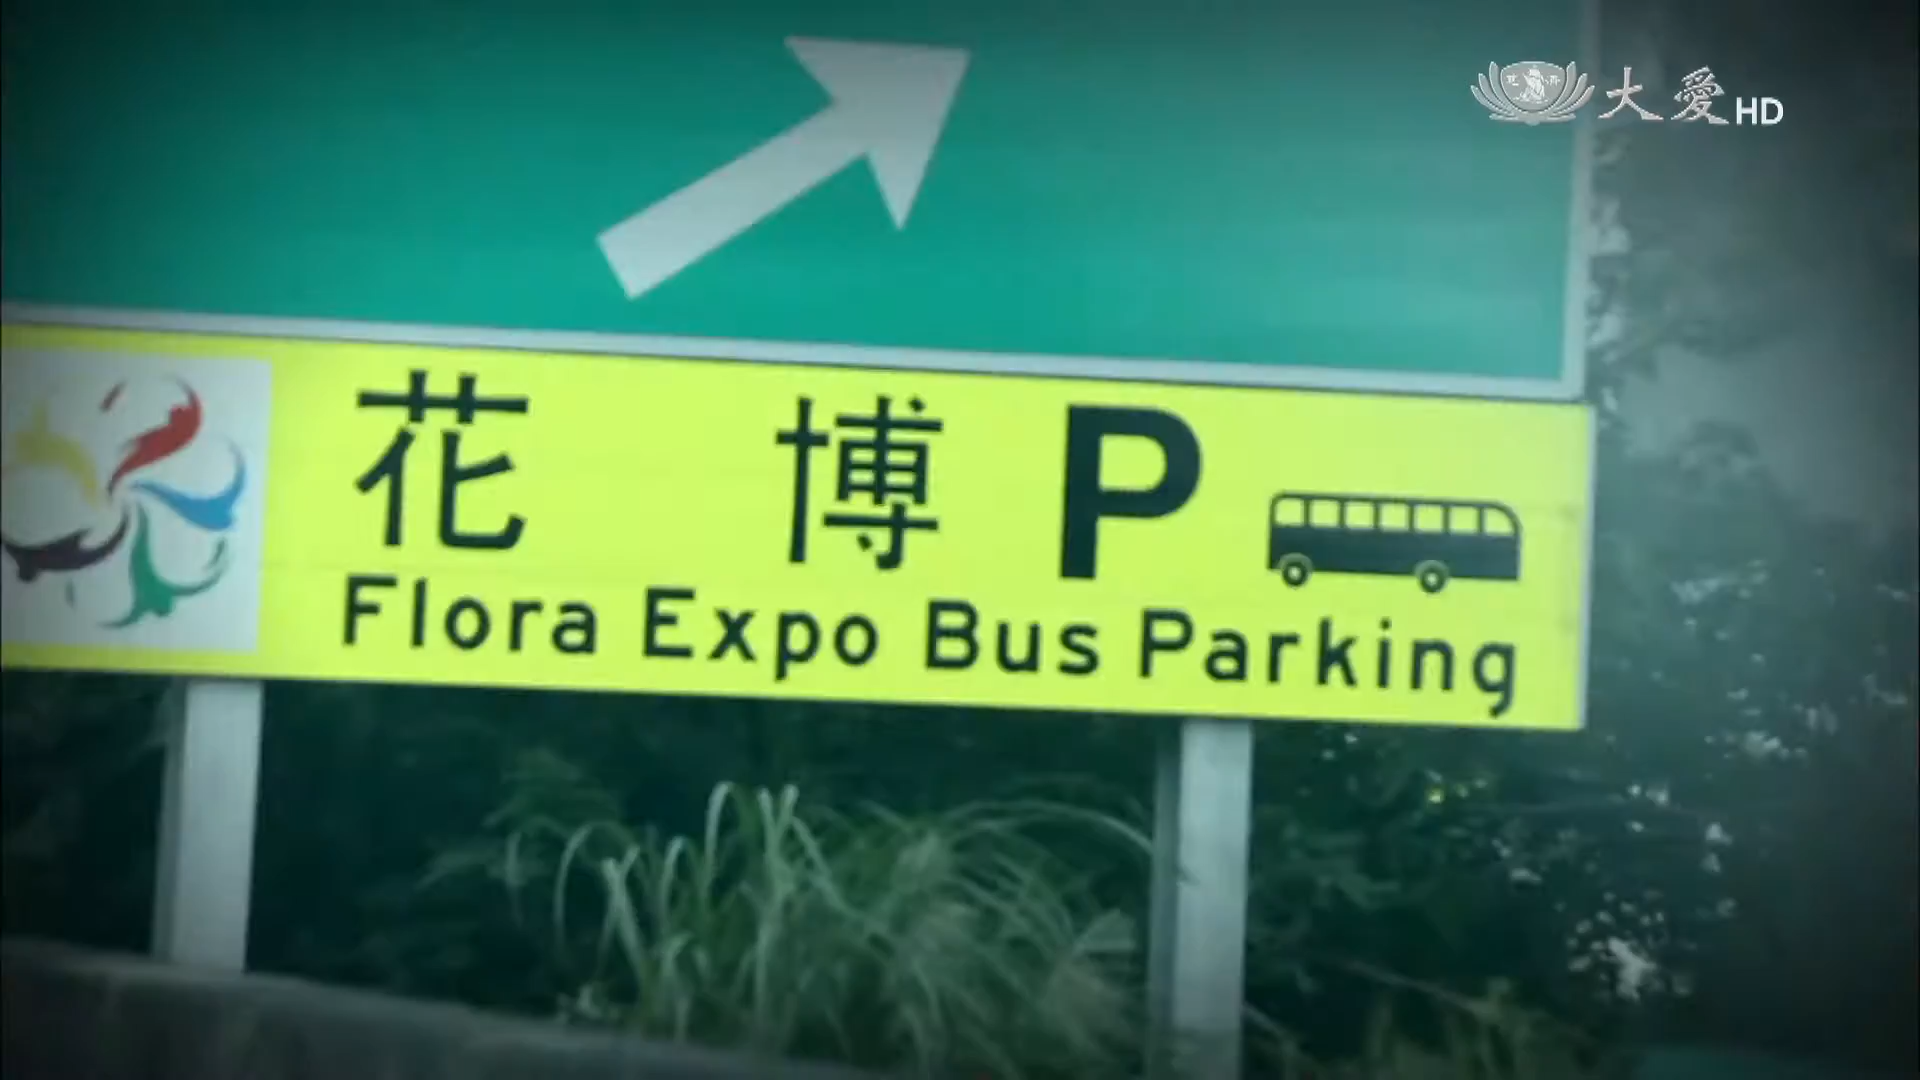 大愛HD
花 博 P
Flora Expo Bus Parking